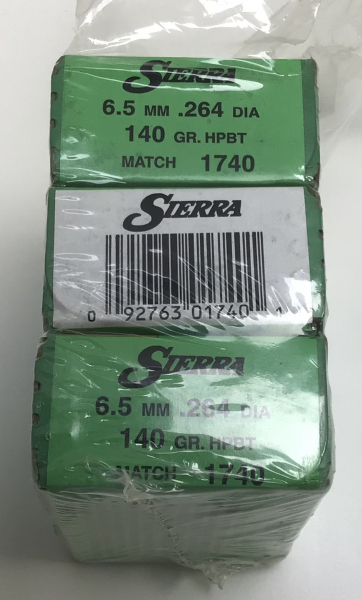 SIERRA
6.5 MM .264 DIA
140 GR. HPBT
MATCH 1740
SIERRA
0 92763 01740 1
SIERRA
6.5 MM .264 DIA
140 GR. HPBT
MATCH 1740